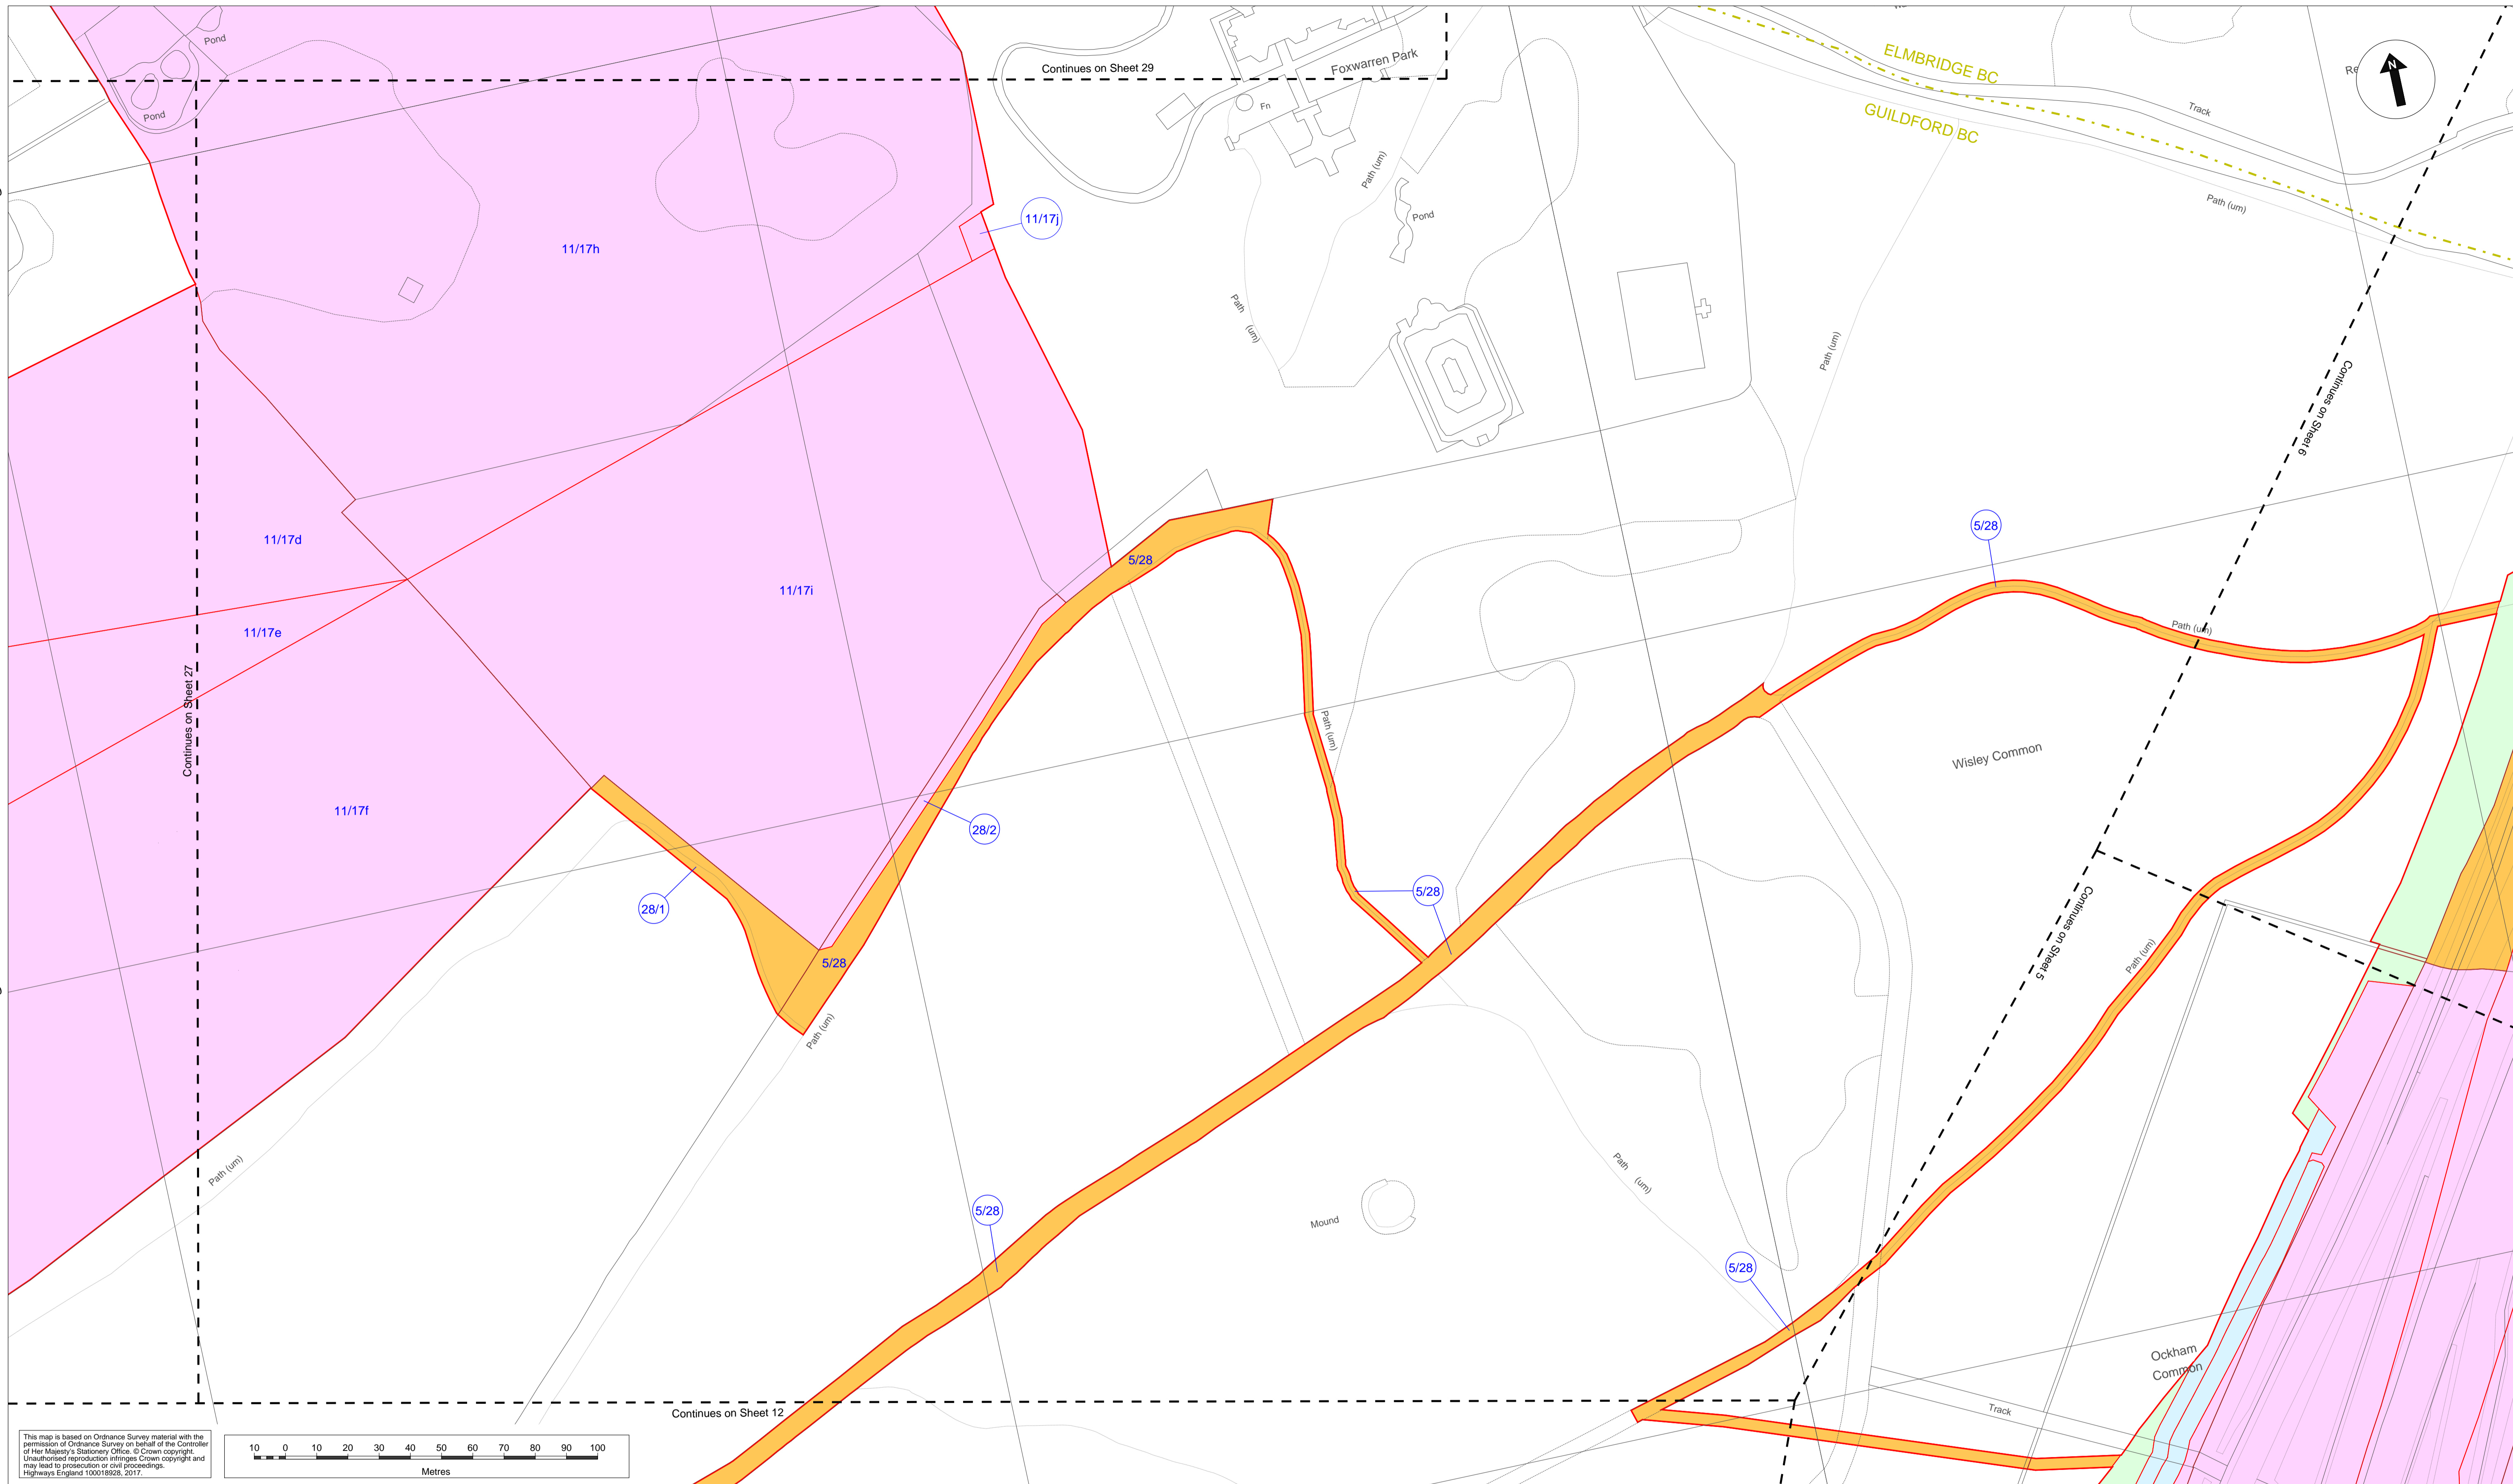 Pond
Pond
Continues on Sheet 29
Foxwarren Park
Fn
ELMBRIDGE BC
GUILDFORD BC
Track
Re
N
Path (um)
Path (um)
Pond
11/17j
11/17h
Path (um)
Path (um)
Continues on Sheet 6
11/17d
11/17e
11/17i
5/28
5/28
Path (um)
Path (um)
Continues on Sheet 27
11/17f
Wisley Common
28/2
28/1
5/28
5/28
Continues on Sheet 5
Path (um)
Path (um)
Path (um)
Path (um)
5/28
Mound
5/28
Ockham
Common
Track
Continues on Sheet 12
This map is based on Ordnance Survey material with the
permission of Ordnance Survey on behalf of the Controller
of Her Majesty's Stationery Office. © Crown copyright.
Unauthorised reproduction infringes Crown copyright and
may lead to prosecution or civil proceedings.
Highways England 100018928, 2017.
10 0 10 20 30 40 50 60 70 80 90 100
Metres